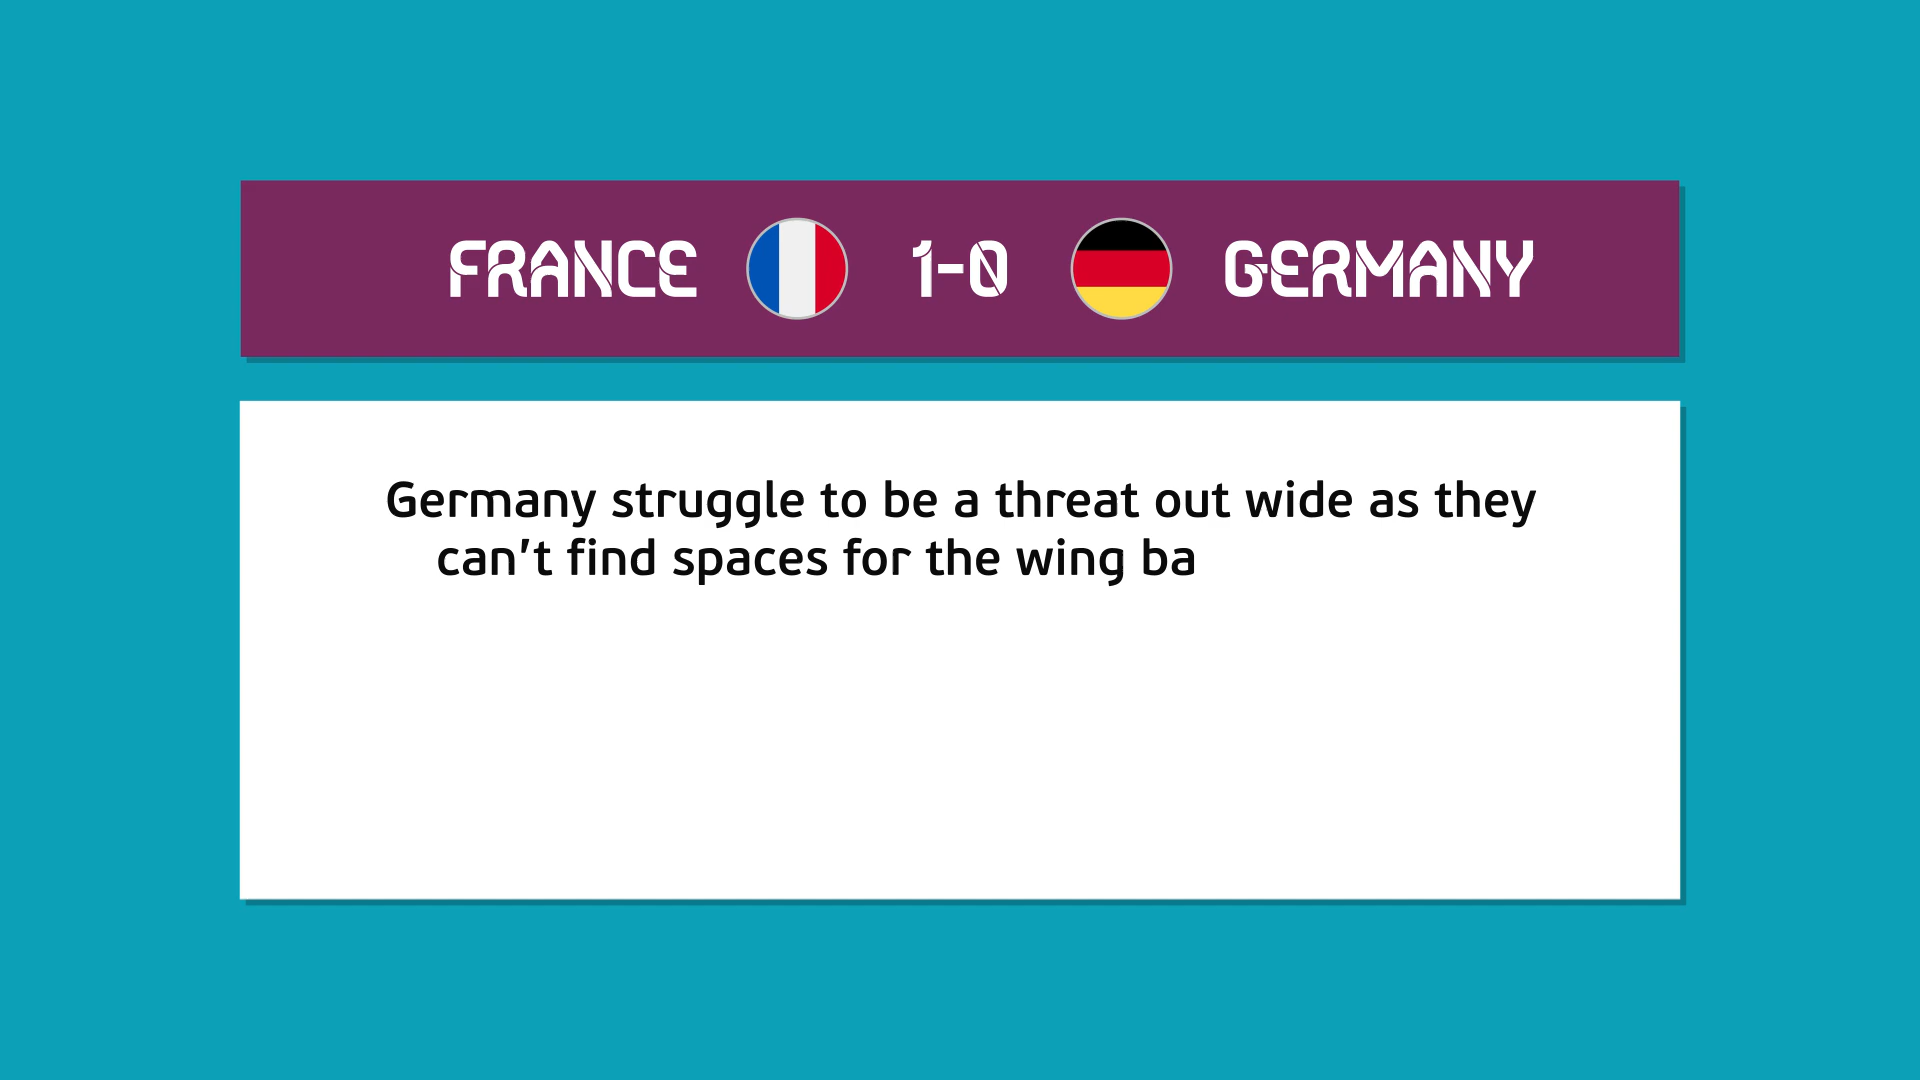 FRANCE 1-0 GERMANY
Germany struggle to be a threat out wide as they
can't find spaces for the wing ba